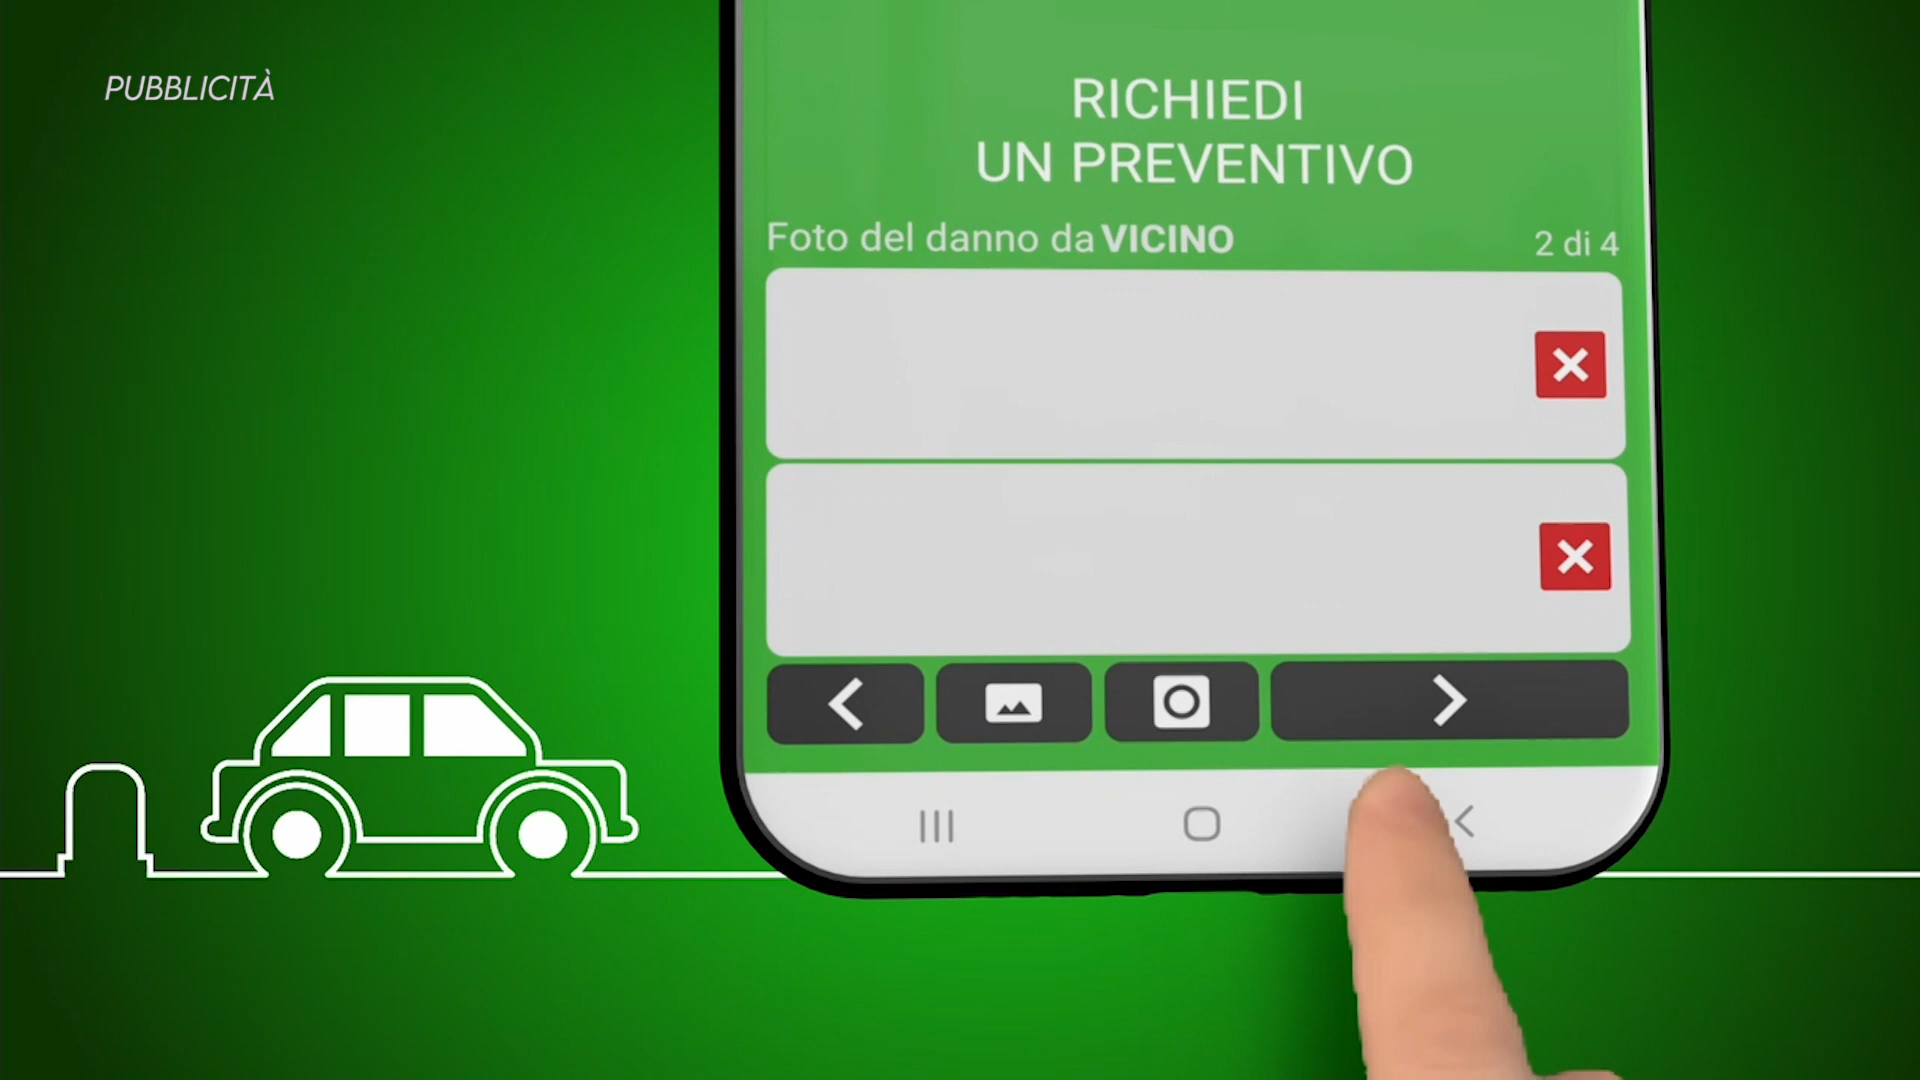 PUBBLICITÀ
RICHIEDI
UN PREVENTIVO
Foto del danno da VICINO
2 di 4